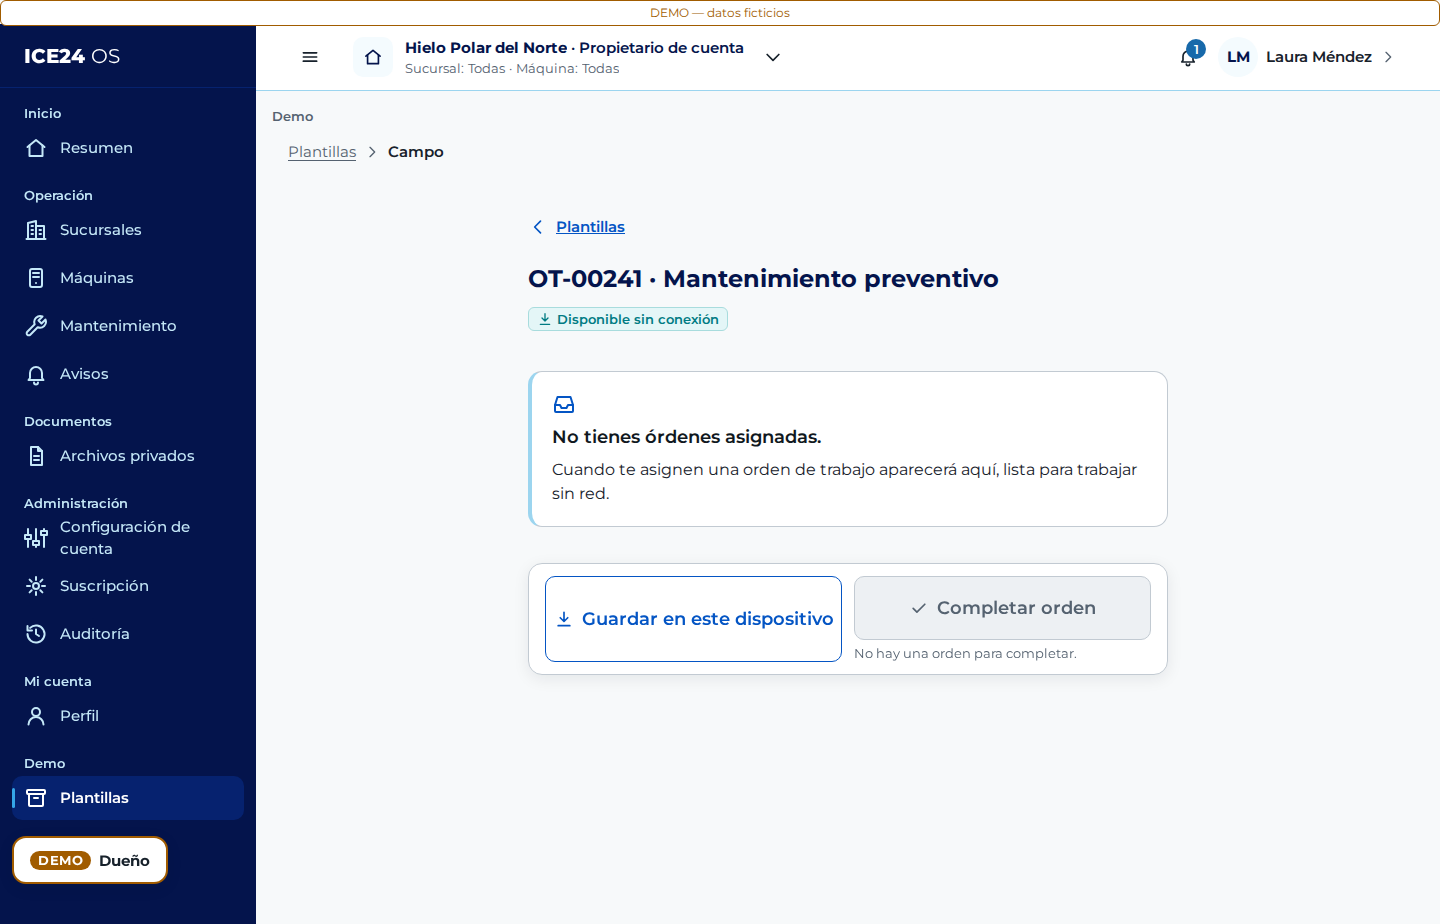 DEMO — datos ficticios
ICE24 OS
Hielo Polar del Norte · Propietario de cuenta
Sucursal: Todas · Máquina: Todas
1
LM
Laura Méndez
Inicio
Resumen
Operación
Sucursales
Máquinas
Mantenimiento
Avisos
Documentos
Archivos privados
Administración
Configuración de
cuenta
Suscripción
Auditoría
Mi cuenta
Perfil
Demo
Plantillas
DEMO Dueño
Demo
Plantillas
Campo
Plantillas
OT-00241 · Mantenimiento preventivo
Disponible sin conexión
No tienes órdenes asignadas.
Cuando te asignen una orden de trabajo aparecerá aquí, lista para trabajar
sin red.
Guardar en este dispositivo
Completar orden
No hay una orden para completar.